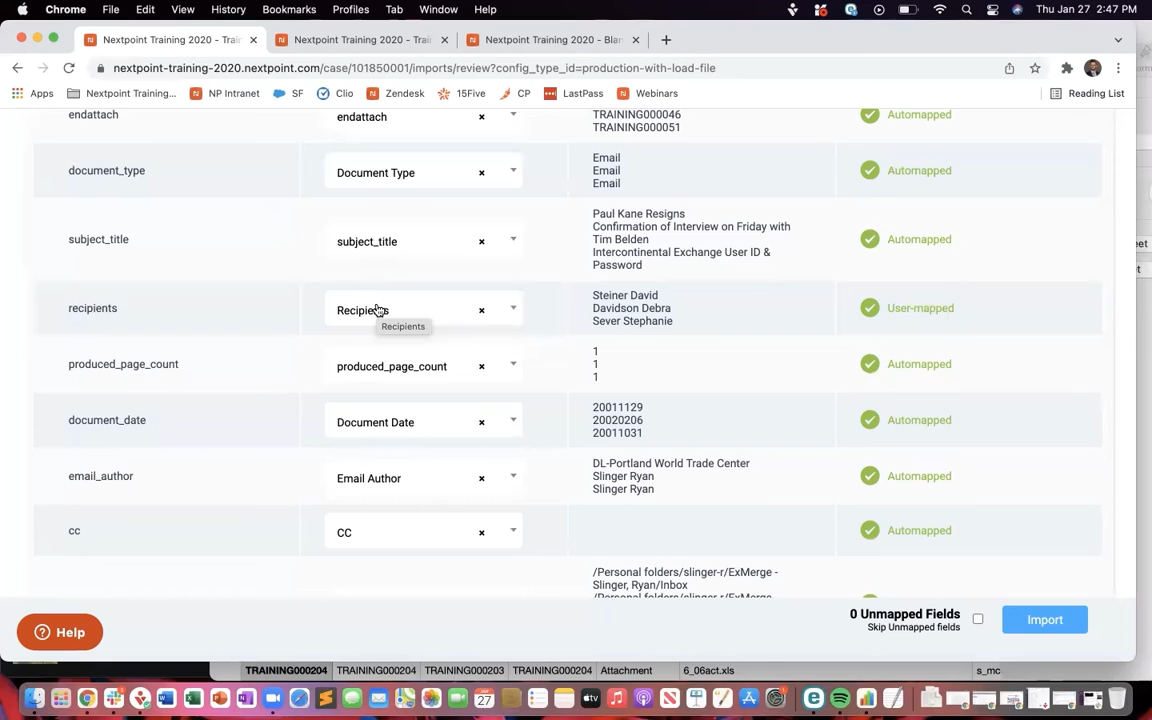 Chrome File Edit View History Bookmarks Profiles Tab Window Help Thu Jan 27 2:47 PM
Nextpoint Training 2020 - Trai Nextpoint Training 2020 - Trai Nextpoint Training 2020 - Blan
nextpoint-training-2020.nextpoint.com/case/101850001/imports/review?config_type_id=production-with-load-file
Apps Nextpoint Training... NP Intranet SF Clio Zendesk 15Five CP LastPass Webinars Reading List
endattach endattach × TRAINING000046 Automapped
TRAINING000051
document_type Document Type × Email Automapped
Email
Email
subject_title subject_title × Paul Kane Resigns Automapped
Confirmation of Interview on Friday with
Tim Belden
Intercontinental Exchange User ID &
Password
recipients Recipients × Steiner David User-mapped
Davidson Debra
Sever Stephanie
Recipients
produced_page_count produced_page_count × 1 Automapped
1
1
document_date Document Date × 20011129 Automapped
20020206
20011031
email_author Email Author × DL-Portland World Trade Center Automapped
Slinger Ryan
Slinger Ryan
cc CC × Automapped
/Personal folders/slinger-r/ExMerge -
Slinger, Ryan/Inbox
/Personal folders/slinger-r/ExMerge
Help
0 Unmapped Fields
Skip Unmapped fields
Import
TRAINING000204 TRAINING000204 TRAINING000203 TRAINING000204 Attachment 6_06act.xls s_mc
27